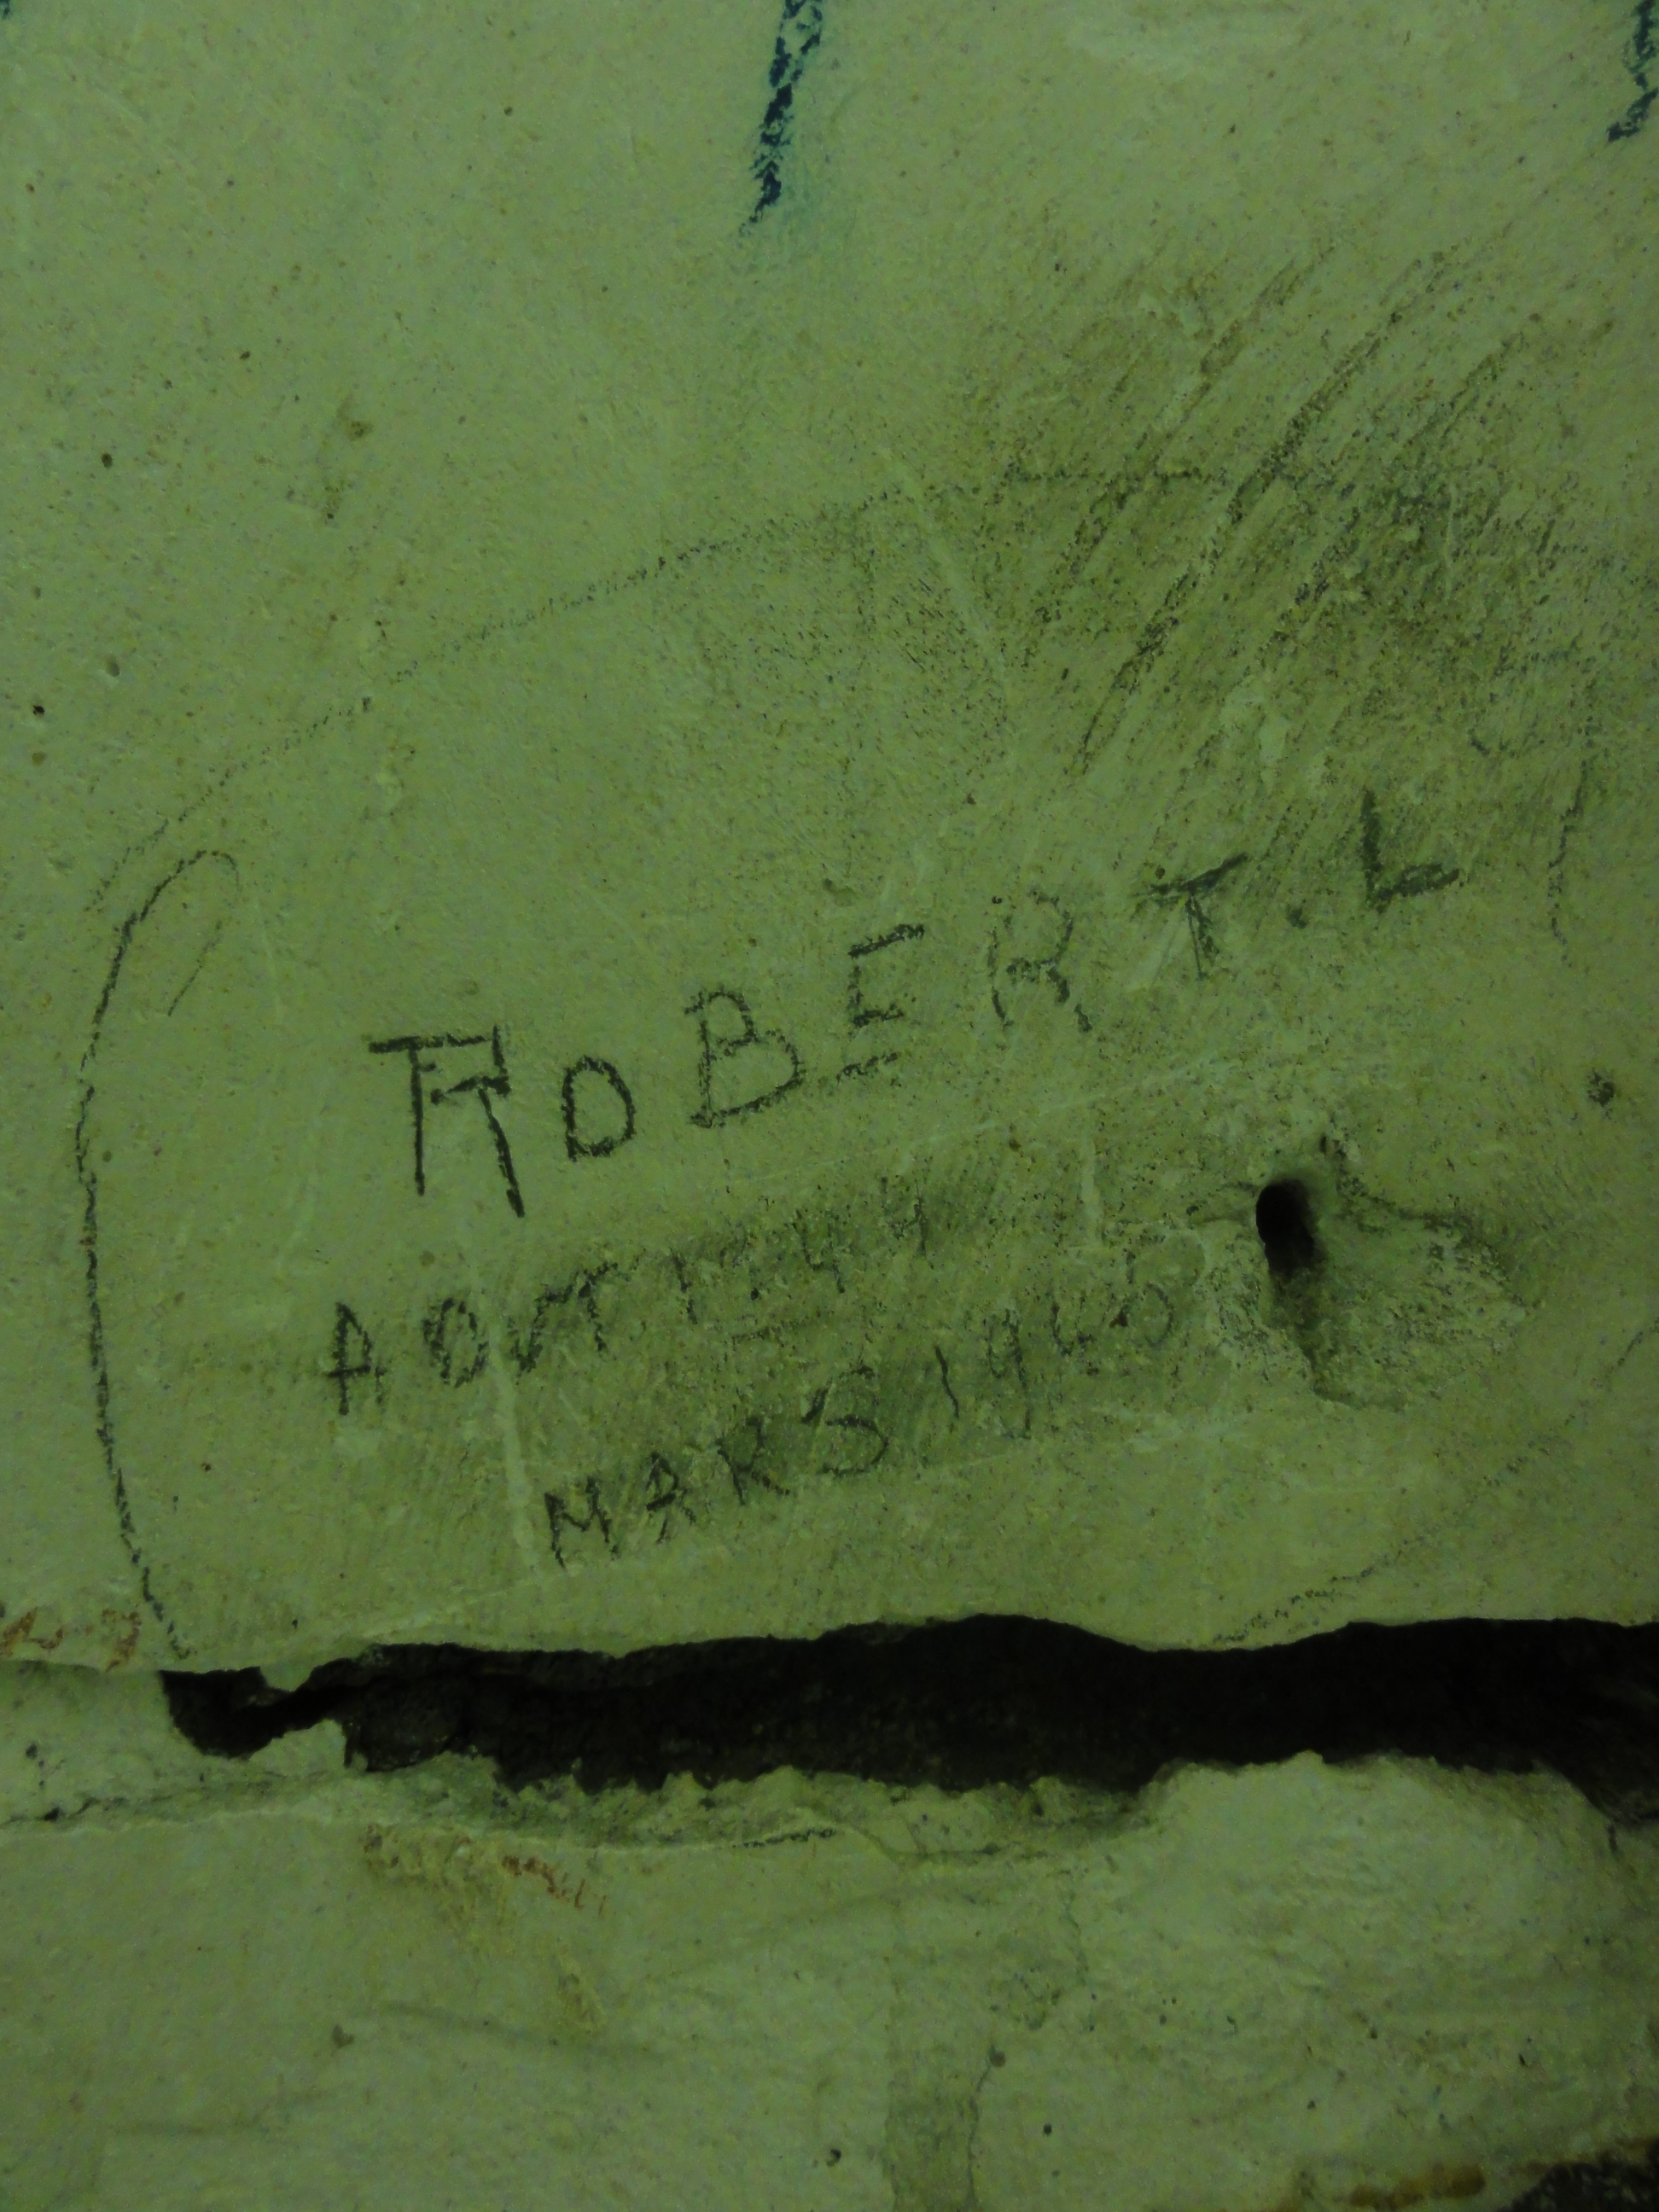 ROBERT. L
AOUT 1944
MARS 1945